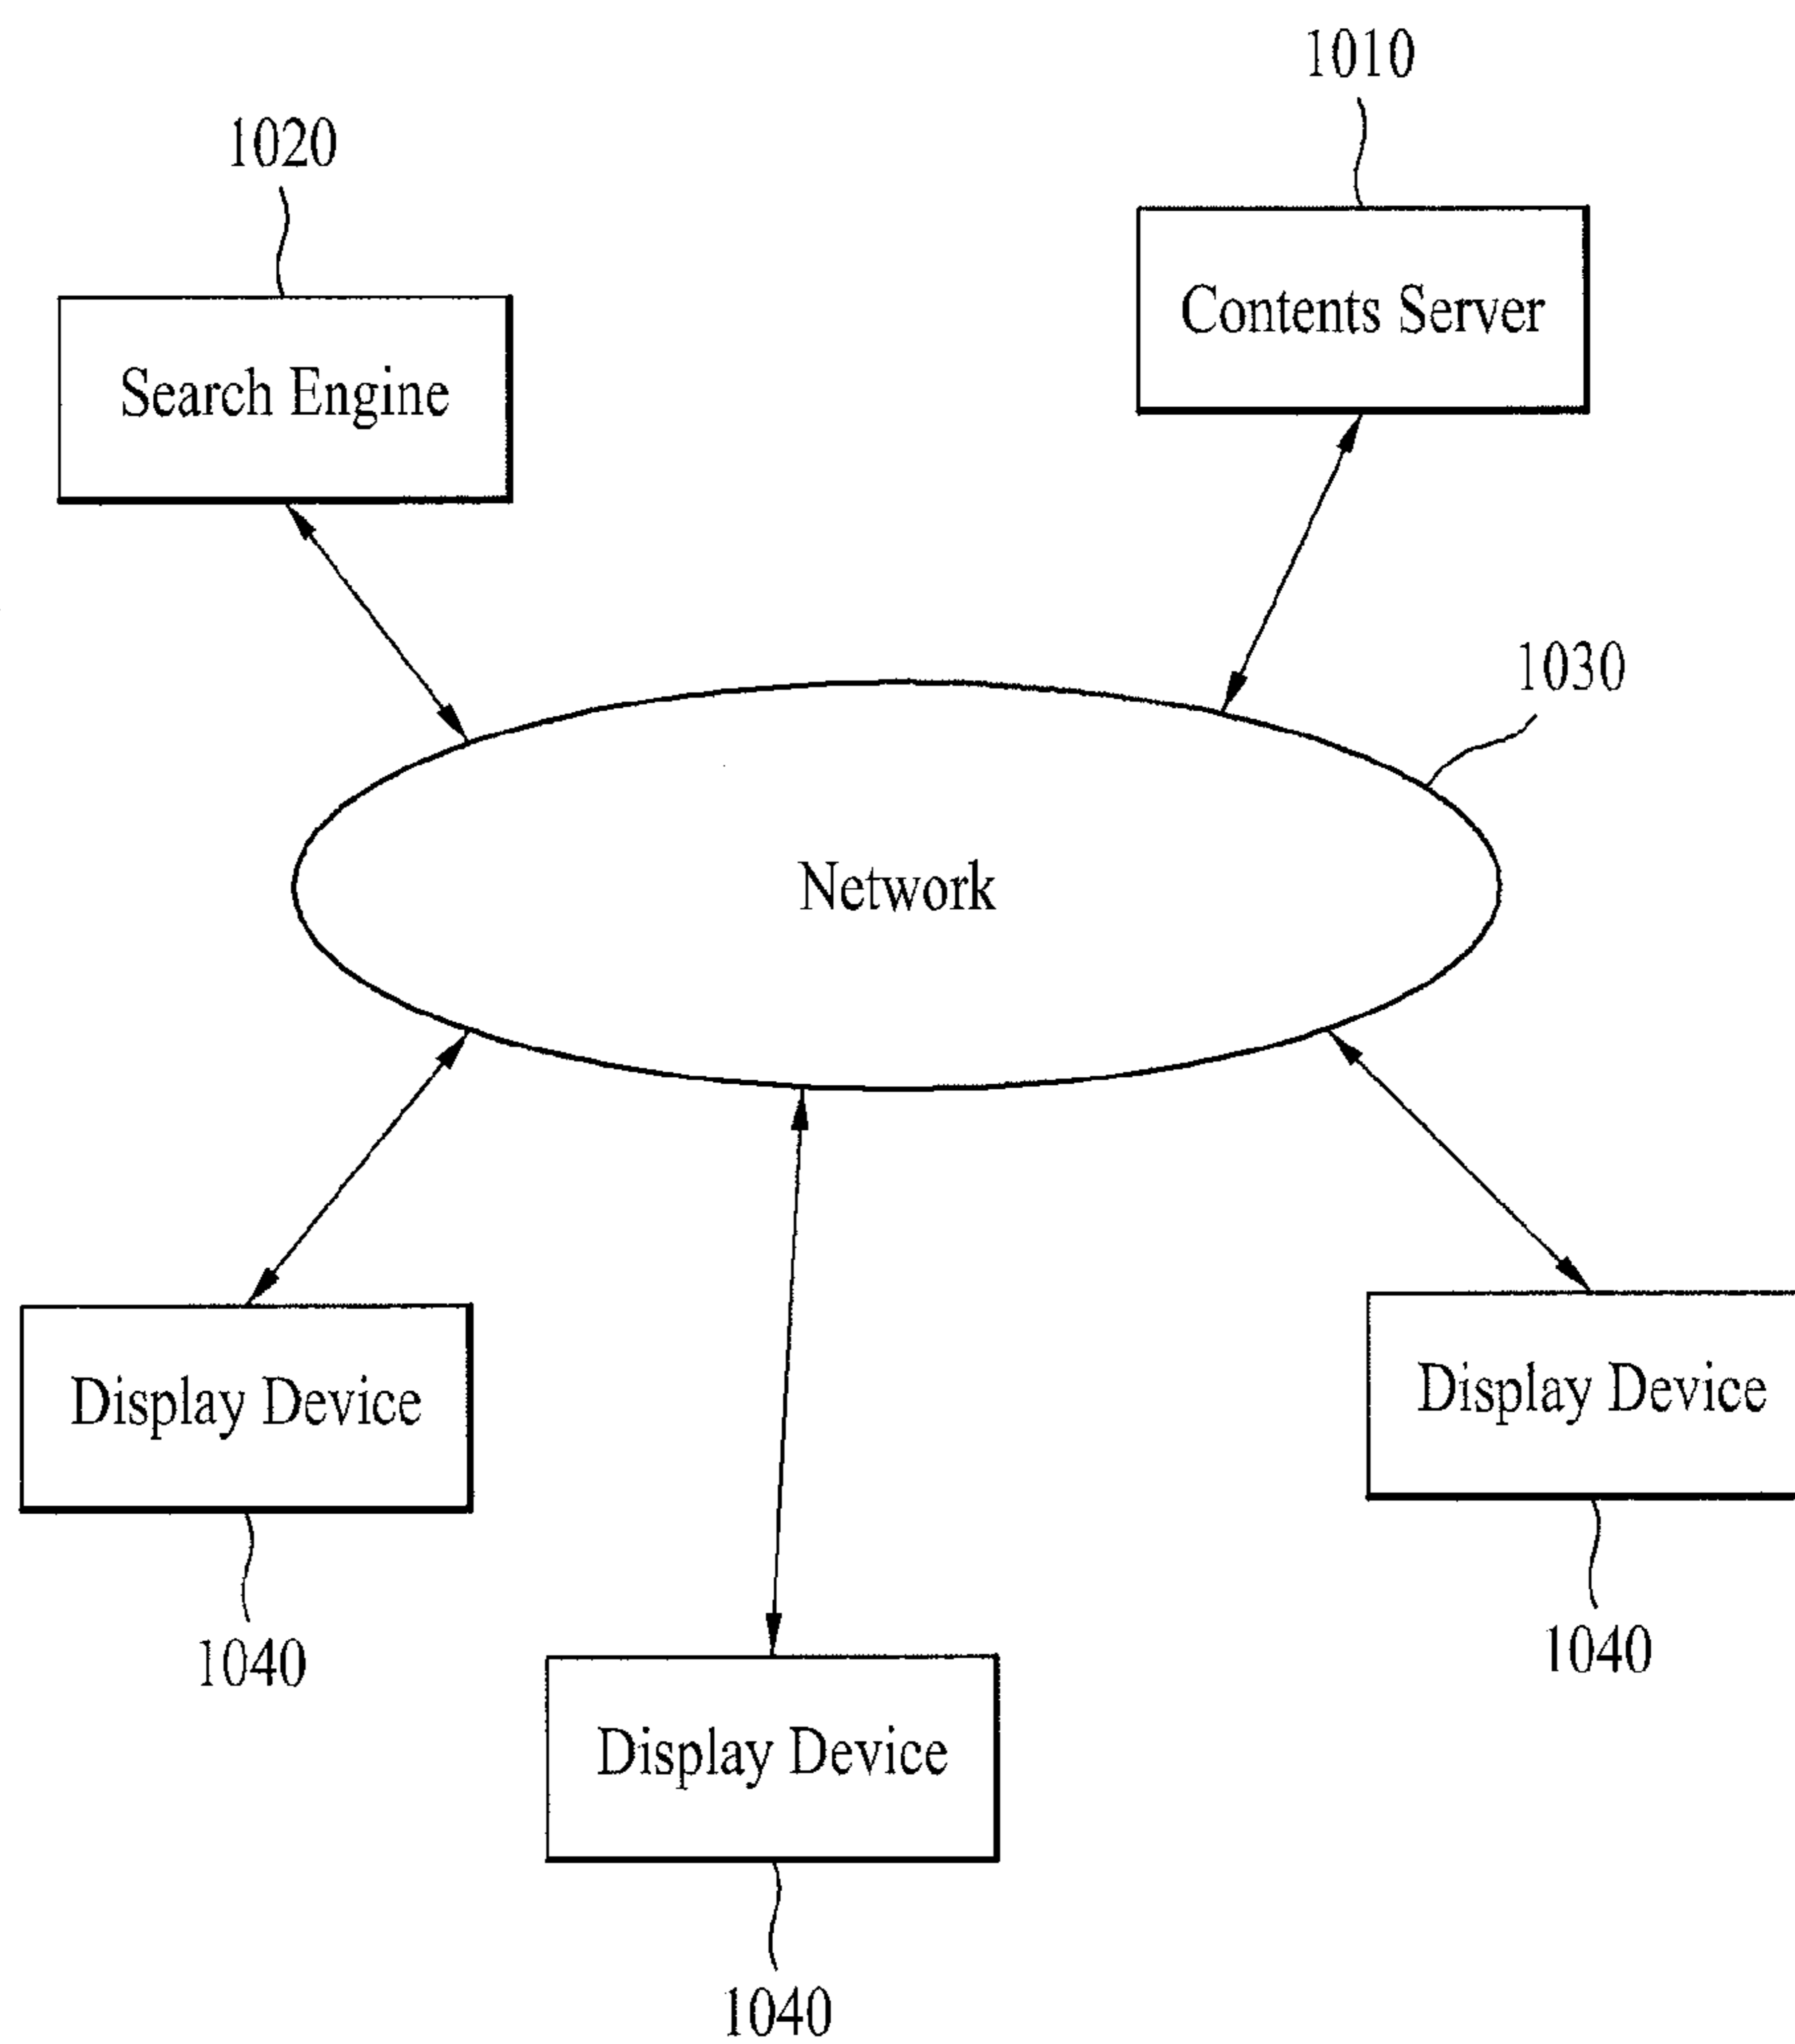 1010
1020
Contents Server
Search Engine
1030
Network
Display Device
Display Device
1040
1040
Display Device
1040